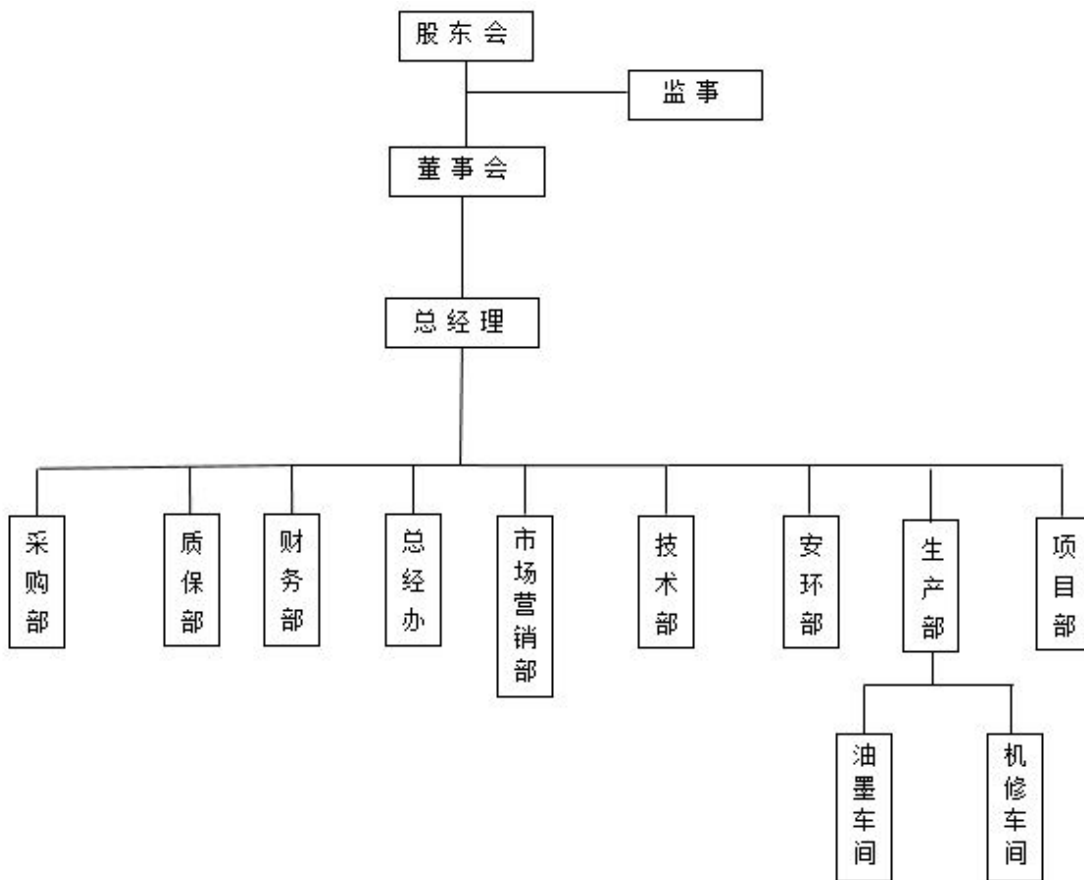 股东会
监事
董事会
总经理
采购部
质保部
财务部
总经办
市场营销部
技术部
安环部
生产部
项目部
油墨车间
机修车间